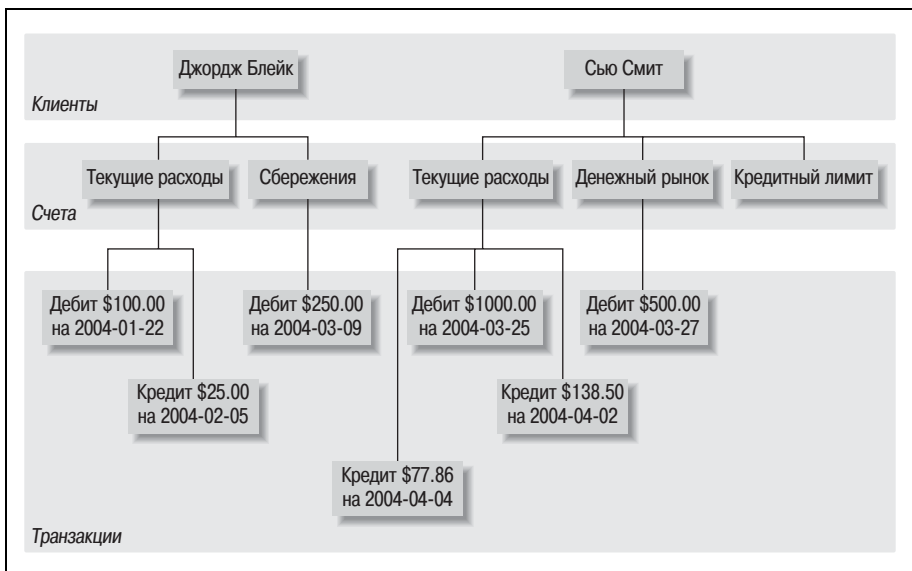 Джордж Блейк
Сью Смит
Клиенты
Текущие расходы
Сбережения
Текущие расходы
Денежный рынок
Кредитный лимит
Счета
Дебит $100.00
на 2004-01-22
Дебит $250.00
на 2004-03-09
Дебит $1000.00
на 2004-03-25
Дебит $500.00
на 2004-03-27
Кредит $25.00
на 2004-02-05
Кредит $138.50
на 2004-04-02
Кредит $77.86
на 2004-04-04
Транзакции